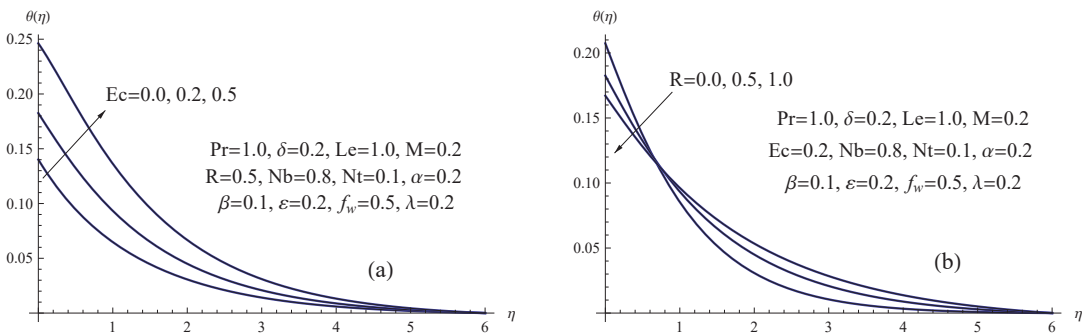 θ(η)
0.25
0.20
0.15
0.10
0.05
Ec=0.0, 0.2, 0.5
Pr=1.0, δ=0.2, Le=1.0, M=0.2
R=0.5, Nb=0.8, Nt=0.1, α=0.2
β=0.1, ε=0.2, f_w=0.5, λ=0.2
(a)
1 2 3 4 5 6 η
θ(η)
0.20
0.15
0.10
0.05
R=0.0, 0.5, 1.0
Pr=1.0, δ=0.2, Le=1.0, M=0.2
Ec=0.2, Nb=0.8, Nt=0.1, α=0.2
β=0.1, ε=0.2, f_w=0.5, λ=0.2
(b)
1 2 3 4 5 6 η